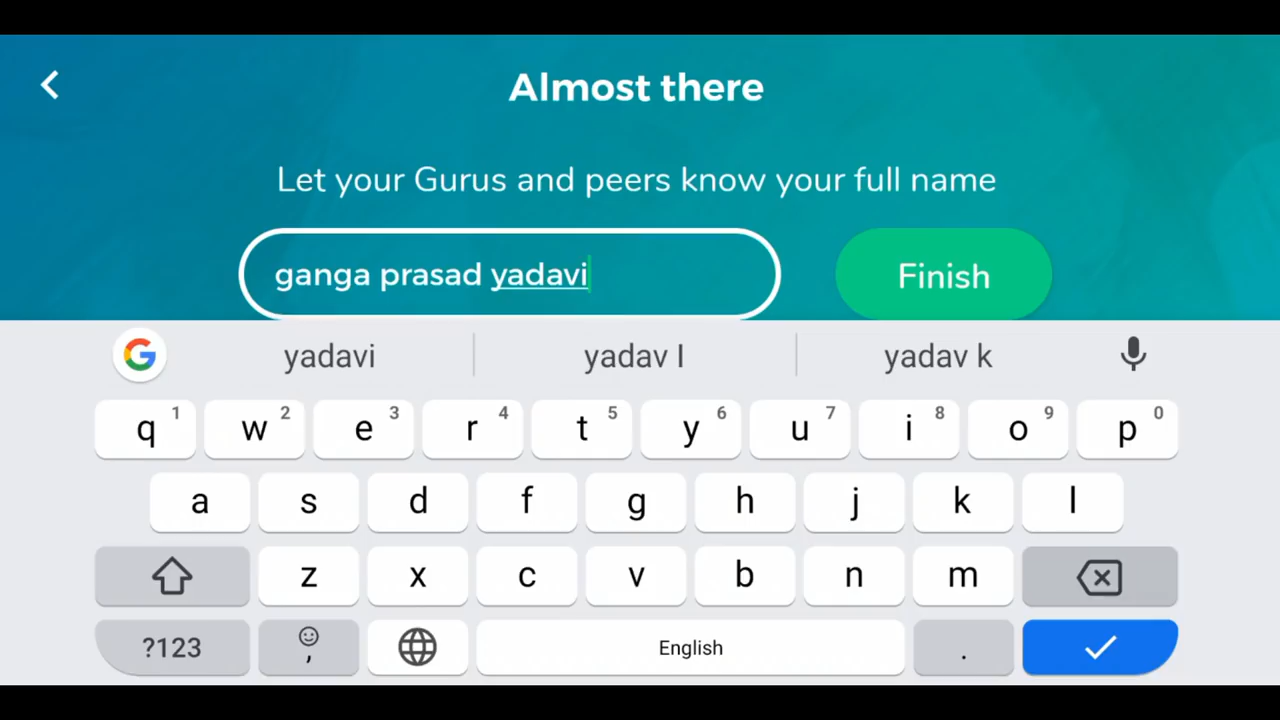 Almost there
Let your Gurus and peers know your full name
ganga prasad yadavi
Finish
G
yadavi
yadav I
yadav k
q 1 w 2 e 3 r 4 t 5 y 6 u 7 i 8 o 9 p 0
a s d f g h j k l
z x c v b n m
?123 , English .